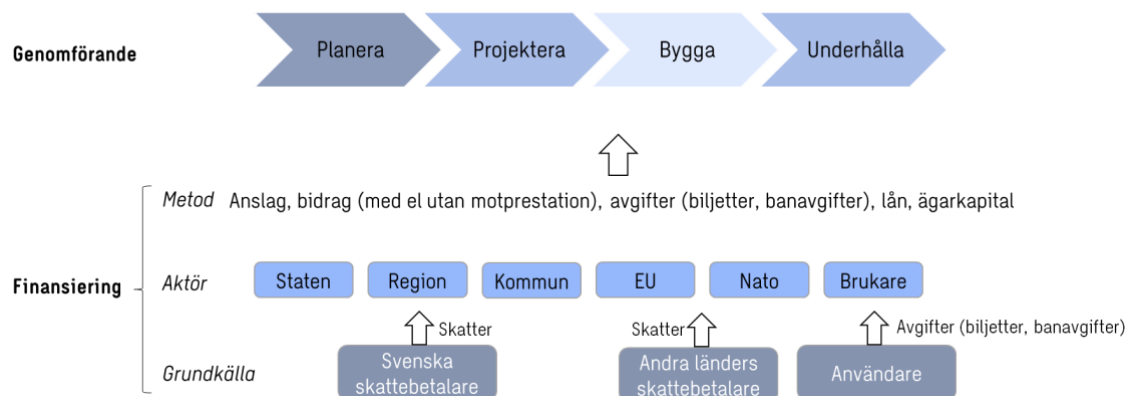 Genomförande
Planera
Projektera
Bygga
Underhålla
Metod
Anslag, bidrag (med el utan motprestation), avgifter (biljetter, banavgifter), lån, ägarkapital
Finansiering
Aktör
Staten
Region
Kommun
EU
Nato
Brukare
Skatter
Skatter
Avgifter (biljetter, banavgifter)
Grundkälla
Svenska
skattebetalare
Andra länders
skattebetalare
Användare